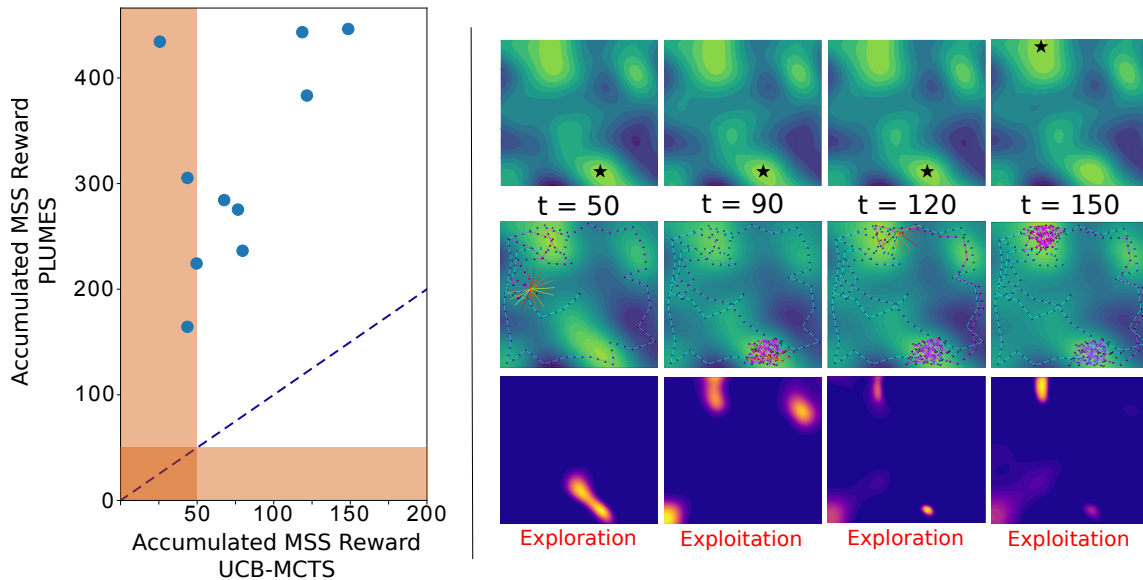 400
300
200
100
0
Accumulated MSS Reward
PLUMES
0
50
100
150
200
Accumulated MSS Reward
UCB-MCTS
t = 50
t = 90
t = 120
t = 150
Exploration
Exploitation
Exploration
Exploitation